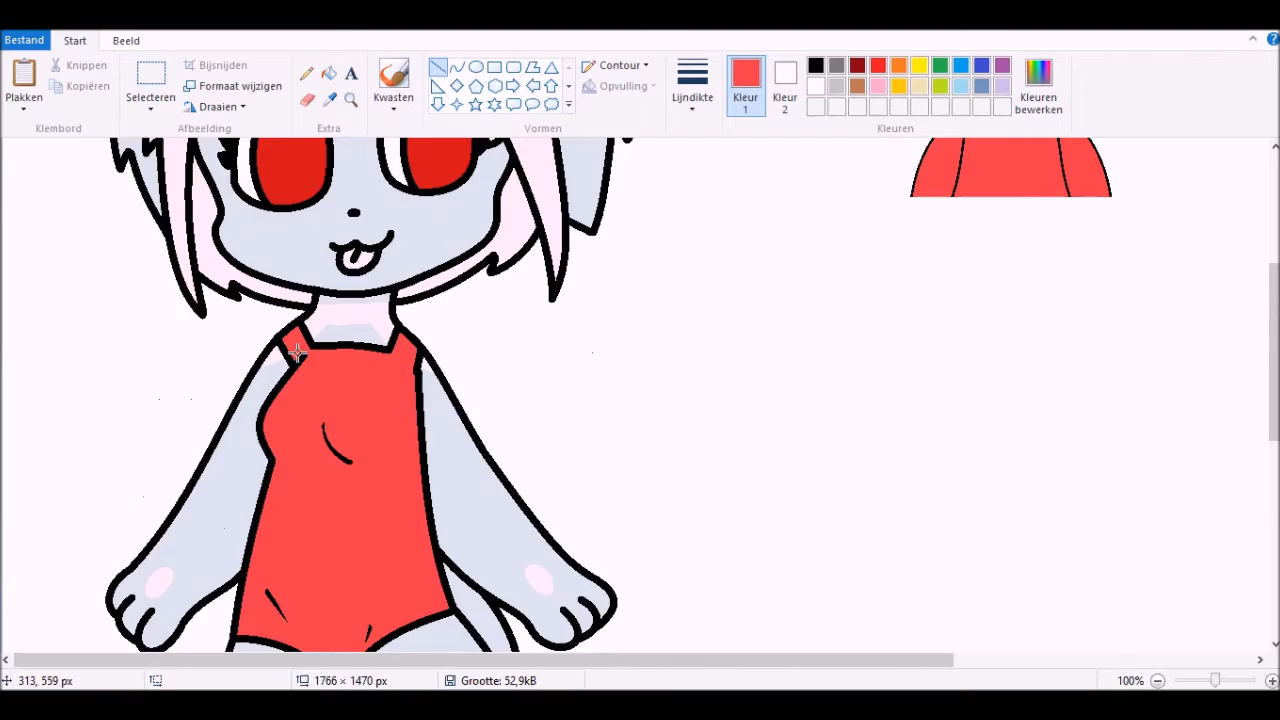 Bestand Start Beeld
Plakken
Knippen
Kopiëren
Klembord
Selecteren
Bijsnijden
Afmeting wijzigen
Draaien
Afbeelding
A
Extra
Kwasten
Contour
Opvulling
Vormen
Lijndikte
Kleur 1
Kleur 2
Kleuren bewerken
Kleuren
313, 559 px
1766 × 1470 px
Grootte: 52,9kB
100%